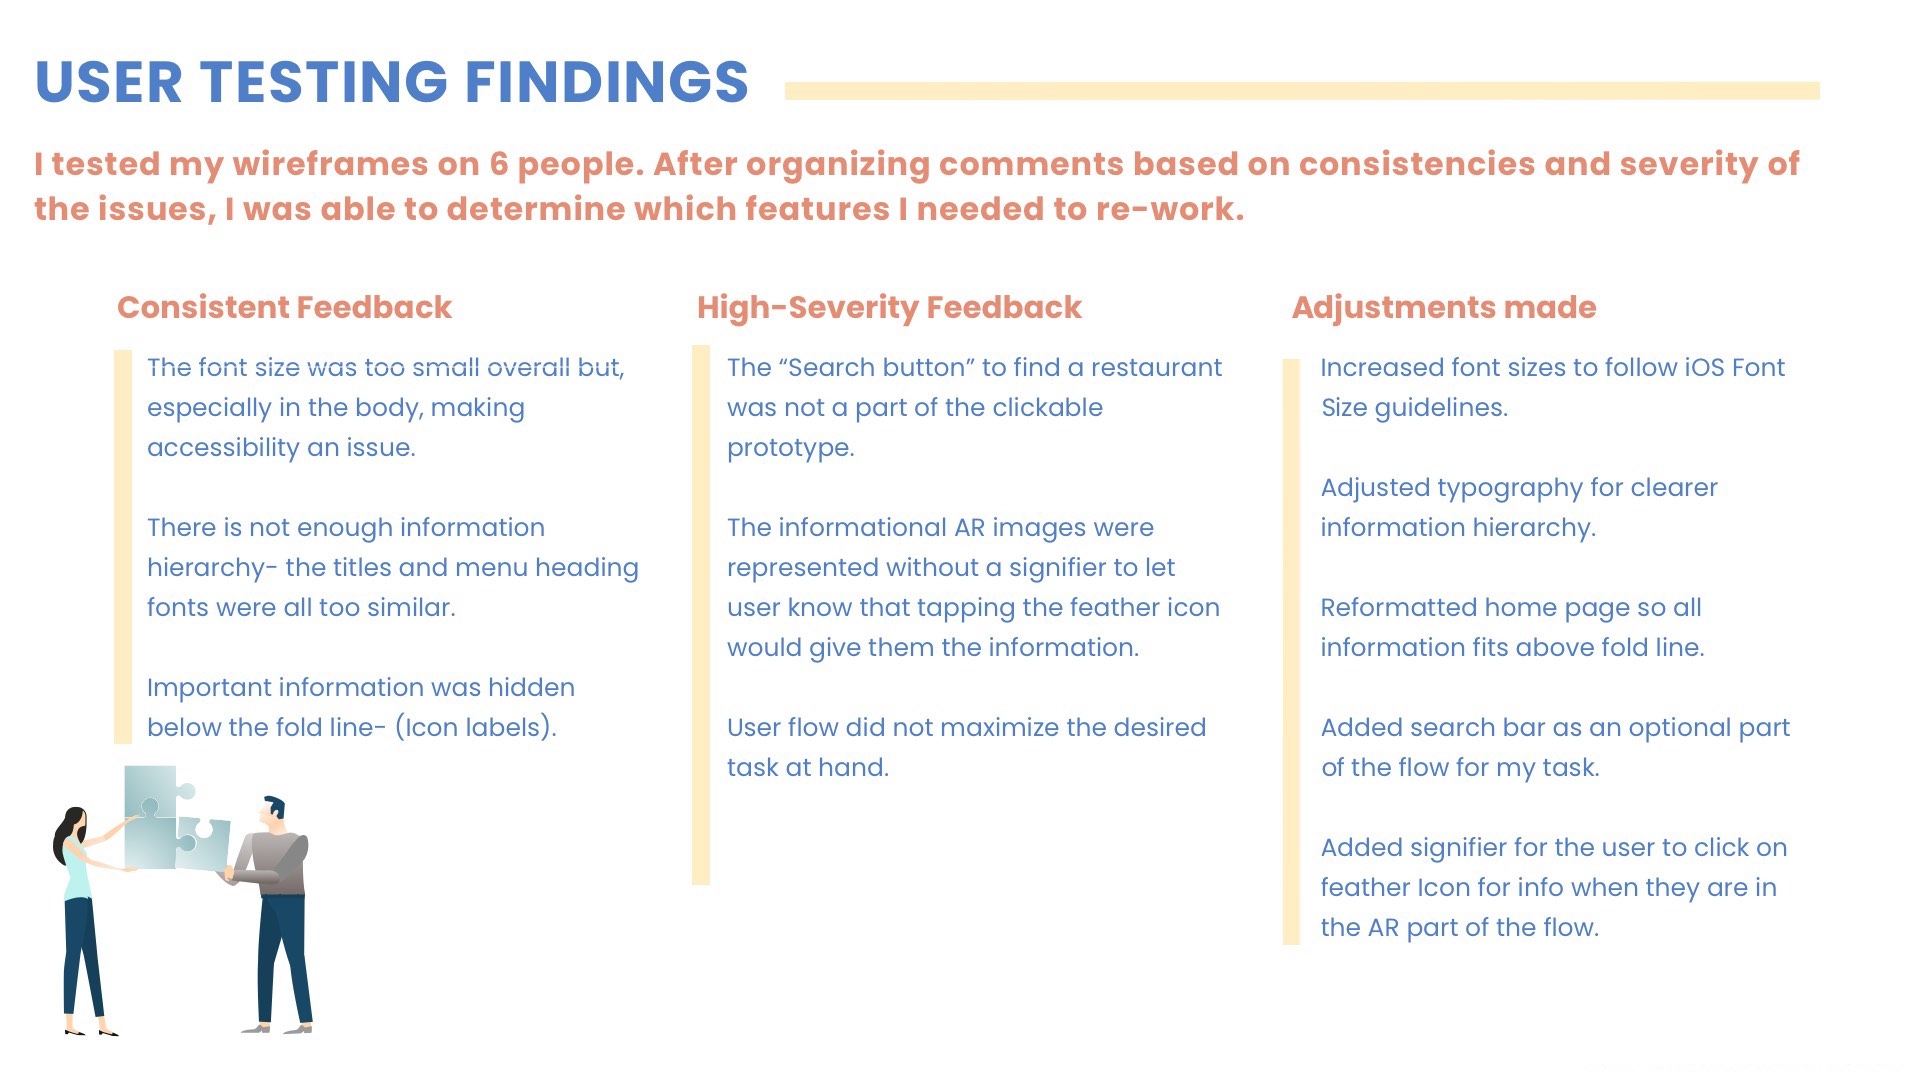 USER TESTING FINDINGS
I tested my wireframes on 6 people. After organizing comments based on consistencies and severity of
the issues, I was able to determine which features I needed to re-work.
Consistent Feedback
The font size was too small overall but,
especially in the body, making
accessibility an issue.
There is not enough information
hierarchy- the titles and menu heading
fonts were all too similar.
Important information was hidden
below the fold line- (Icon labels).
High-Severity Feedback
The “Search button” to find a restaurant
was not a part of the clickable
prototype.
The informational AR images were
represented without a signifier to let
user know that tapping the feather icon
would give them the information.
User flow did not maximize the desired
task at hand.
Adjustments made
Increased font sizes to follow iOS Font
Size guidelines.
Adjusted typography for clearer
information hierarchy.
Reformatted home page so all
information fits above fold line.
Added search bar as an optional part
of the flow for my task.
Added signifier for the user to click on
feather Icon for info when they are in
the AR part of the flow.